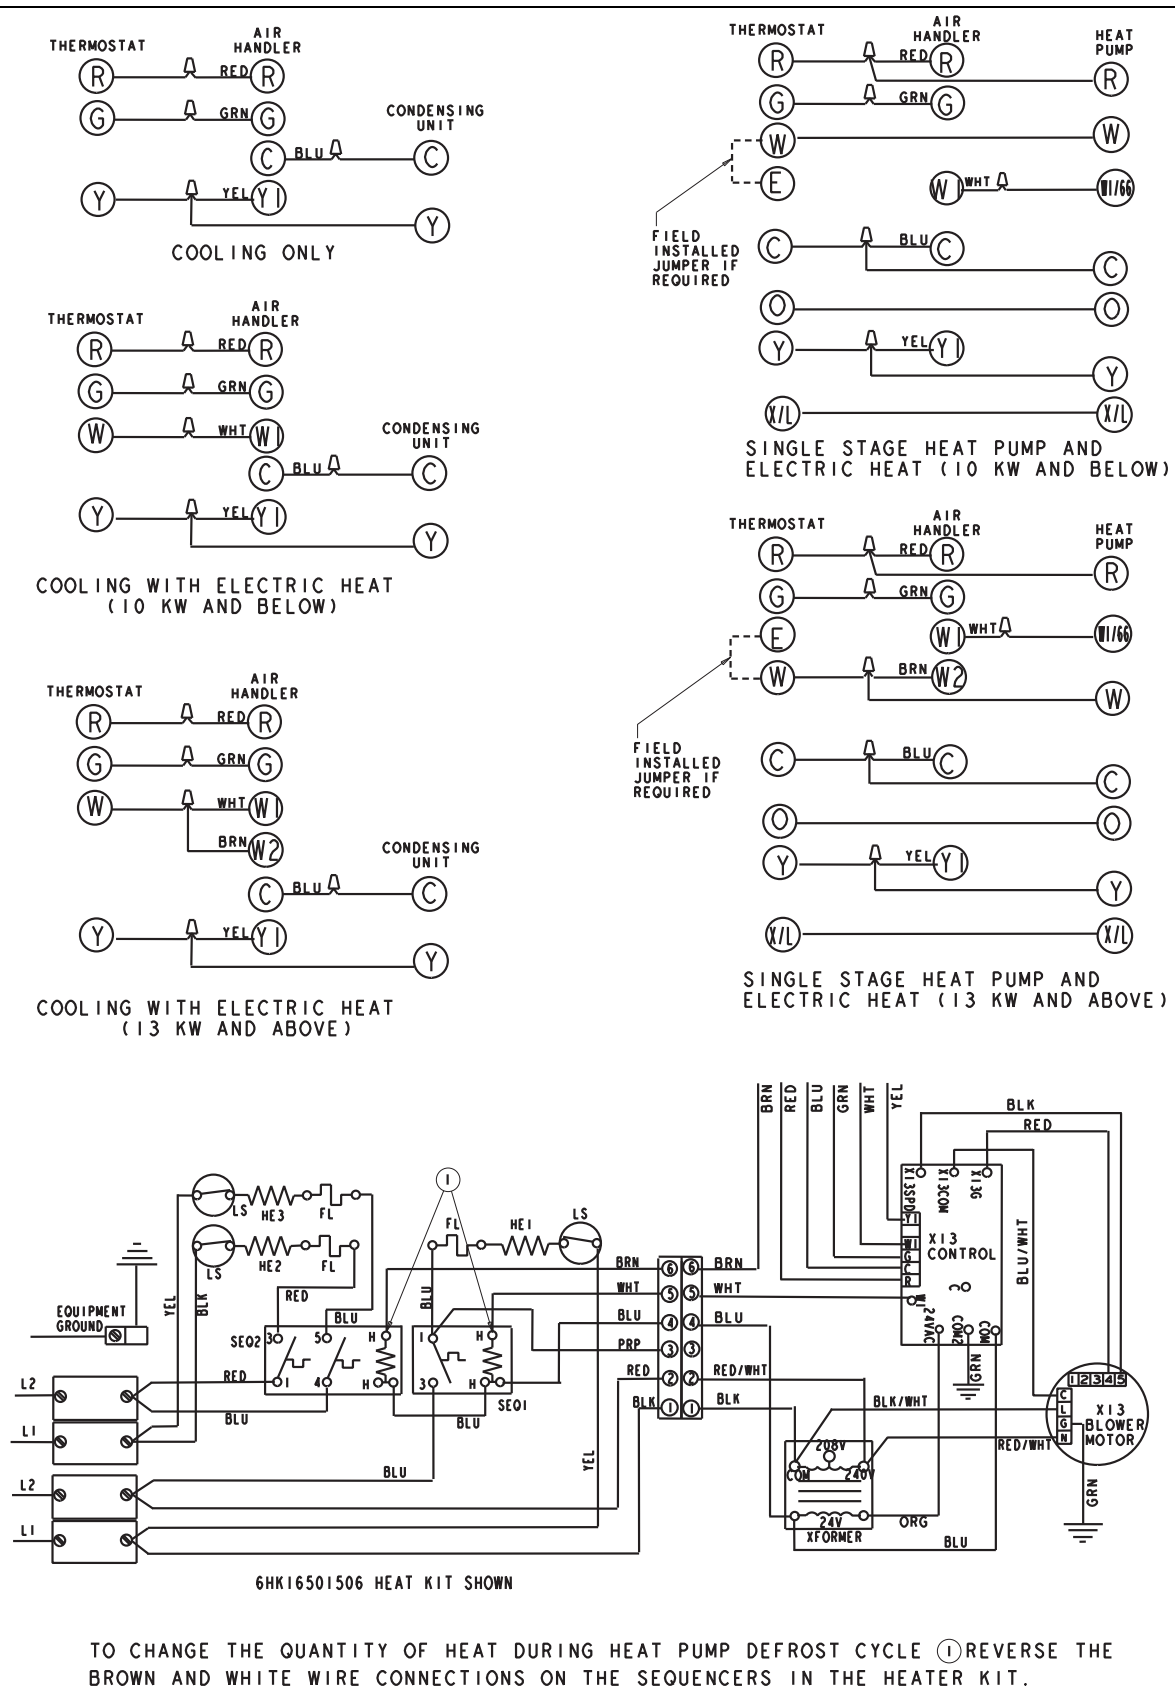 THERMOSTAT
AIR
HANDLER
R RED R
G GRN G
CONDENSING
UNIT
C BLU C
Y YEL Y1
Y
COOLING ONLY
THERMOSTAT
AIR
HANDLER
R RED R
G GRN G
W WHT W1
CONDENSING
UNIT
C BLU C
Y YEL Y1
Y
COOLING WITH ELECTRIC HEAT
(10 KW AND BELOW)
THERMOSTAT
AIR
HANDLER
R RED R
G GRN G
W WHT W1
BRN W2
CONDENSING
UNIT
C BLU C
Y YEL Y1
Y
COOLING WITH ELECTRIC HEAT
(13 KW AND ABOVE)
THERMOSTAT
AIR
HANDLER
HEAT
PUMP
R RED R
R
G GRN G
W W
E
W1 WHT W1/66
FIELD
INSTALLED
JUMPER IF
REQUIRED
C BLU C
C
O O
Y YEL Y1
Y
X/L X/L
SINGLE STAGE HEAT PUMP AND
ELECTRIC HEAT (10 KW AND BELOW)
THERMOSTAT
AIR
HANDLER
HEAT
PUMP
R RED R
R
G GRN G
E W1 WHT W1/66
W BRN W2
W
FIELD
INSTALLED
JUMPER IF
REQUIRED
C BLU C
C
O O
Y YEL Y1
Y
X/L X/L
SINGLE STAGE HEAT PUMP AND
ELECTRIC HEAT (13 KW AND ABOVE)
BRN
RED
BLU
GRN
WHT
YEL
BLK
RED
1
LS
HE3
FL
LS
HE2
FL
FL
HE1
LS
YEL
BLK
RED
BLU
BLU
EQUIPMENT
GROUND
SEQ2 3 5 H
1 4 H
1 H
3 H
SEQ1
RED
BLU
BLU
BLU
YEL
L2
L1
L2
L1
BRN 6 6 BRN
WHT 5 5 WHT
BLU 4 4 BLU
PRP 3 3
RED 2 2 RED/WHT
BLK 1 1 BLK
X13SPD
X13COM
X13G
Y1
W1
G
C
R
X13
CONTROL
C
W1
24VAC
COM2
COM
GRN
BLU/WHT
BLK/WHT
RED/WHT
1 2 3 4 5
C
L
G
N
X13
BLOWER
MOTOR
GRN
208V
COM 240V
24V
XFORMER
ORG
BLU
6HK16501506 HEAT KIT SHOWN
TO CHANGE THE QUANTITY OF HEAT DURING HEAT PUMP DEFROST CYCLE 1 REVERSE THE
BROWN AND WHITE WIRE CONNECTIONS ON THE SEQUENCERS IN THE HEATER KIT.